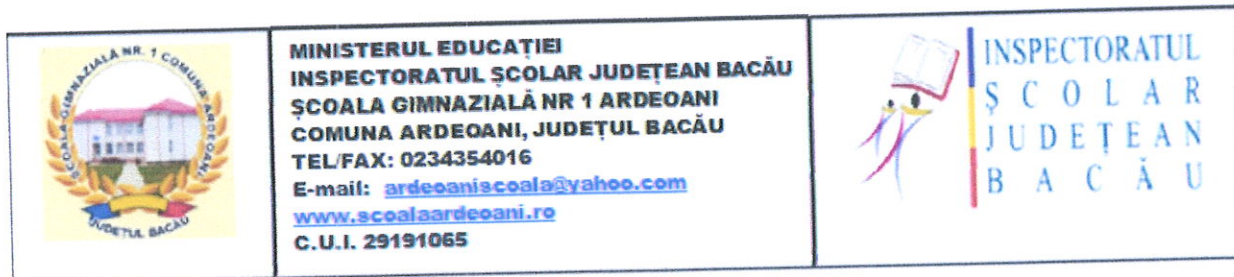 ȘCOALA GIMNAZIALĂ NR. 1 COMUNA ARDEOANI
JUDEȚUL BACĂU
MINISTERUL EDUCAȚIEI
INSPECTORATUL ȘCOLAR JUDEȚEAN BACĂU
ȘCOALA GIMNAZIALĂ NR 1 ARDEOANI
COMUNA ARDEOANI, JUDEȚUL BACĂU
TEL/FAX: 0234354016
E-mail: ardeoaniscoala@yahoo.com
www.scoalaardeoani.ro
C.U.I. 29191065
INSPECTORATUL
ȘCOLAR
JUDEȚEAN
BACĂU